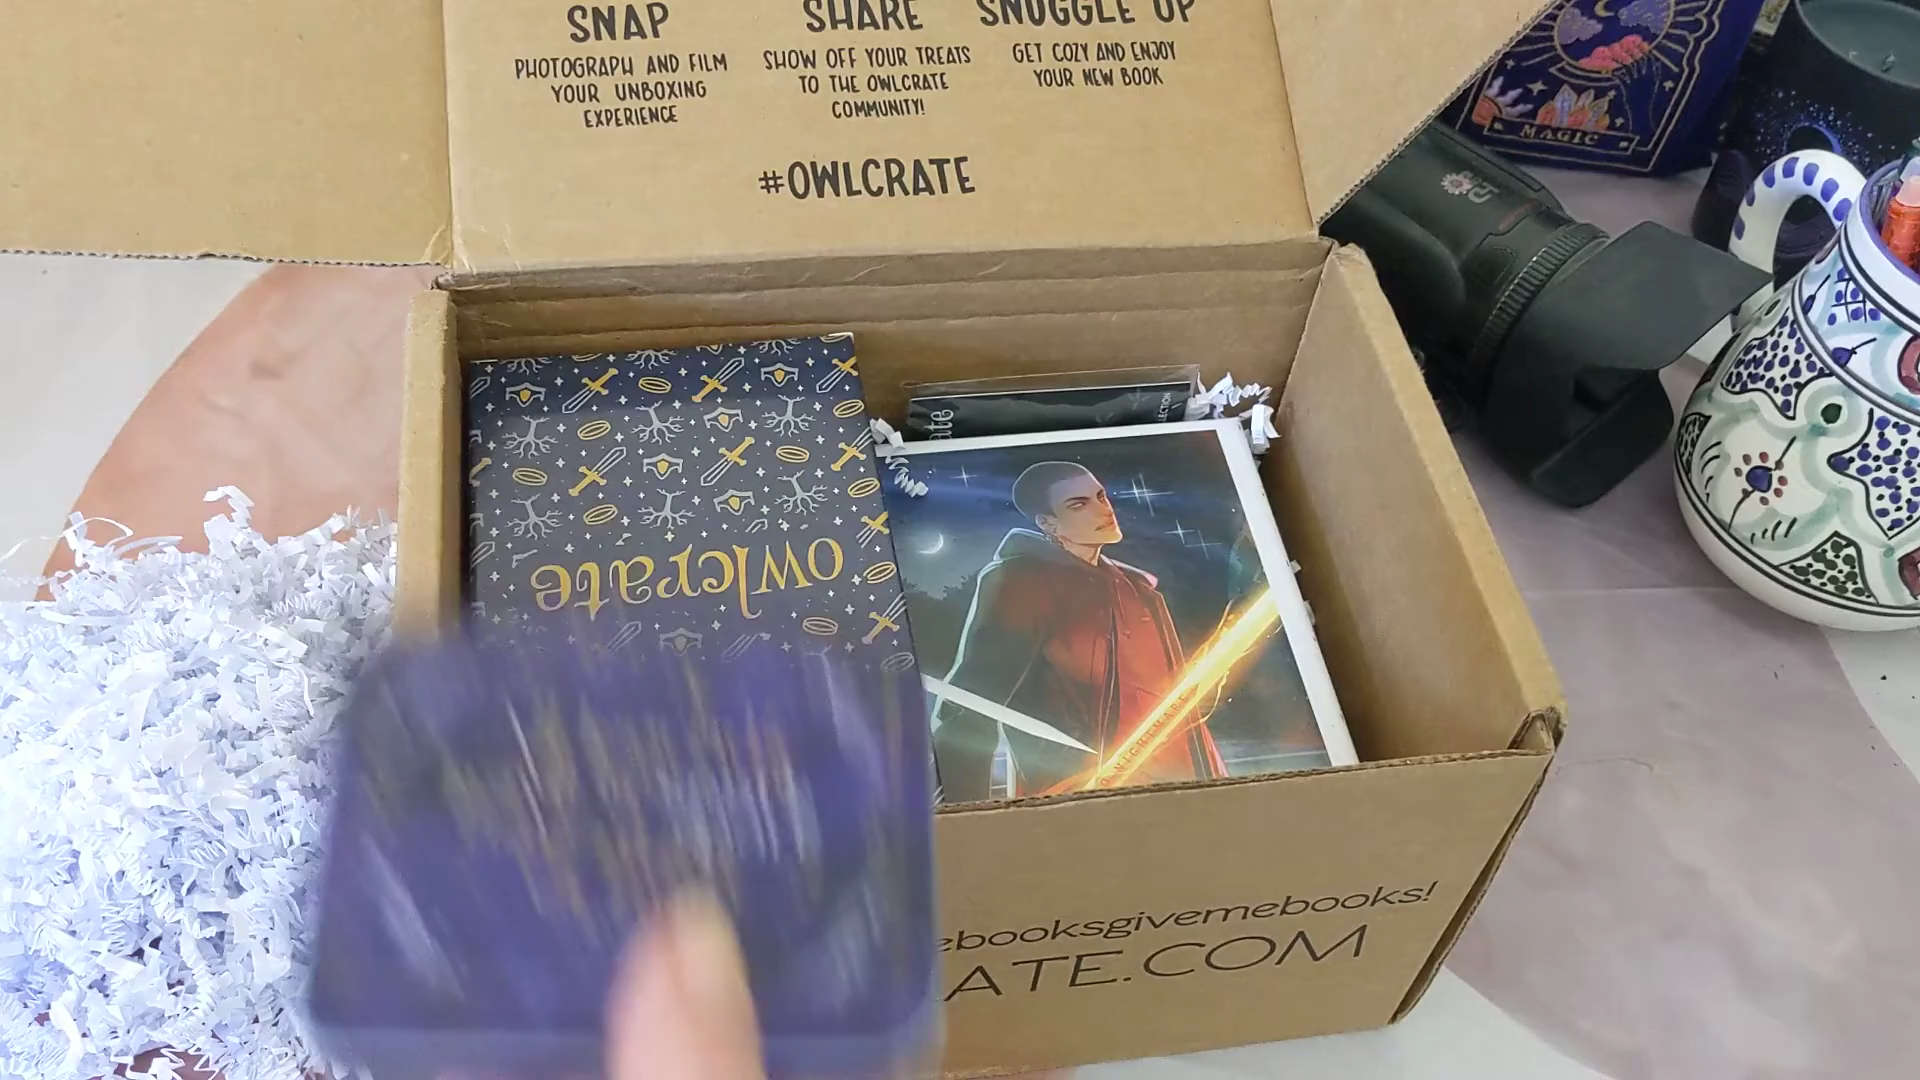 SNAP
PHOTOGRAPH AND FILM
YOUR UNBOXING
EXPERIENCE
SHARE
SHOW OFF YOUR TREATS
TO THE OWLCRATE
COMMUNITY!
SNUGGLE UP
GET COZY AND ENJOY
YOUR NEW BOOK
#OWLCRATE
MAGIC
owlcrate
NIGHTMARE
ebooksgivemebooks!
ATE.COM